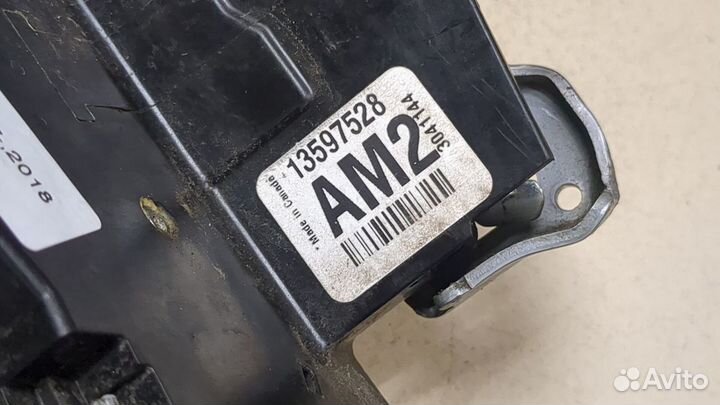 .2018
13597528
AM2
3041144
* Made in Canada *
Avito